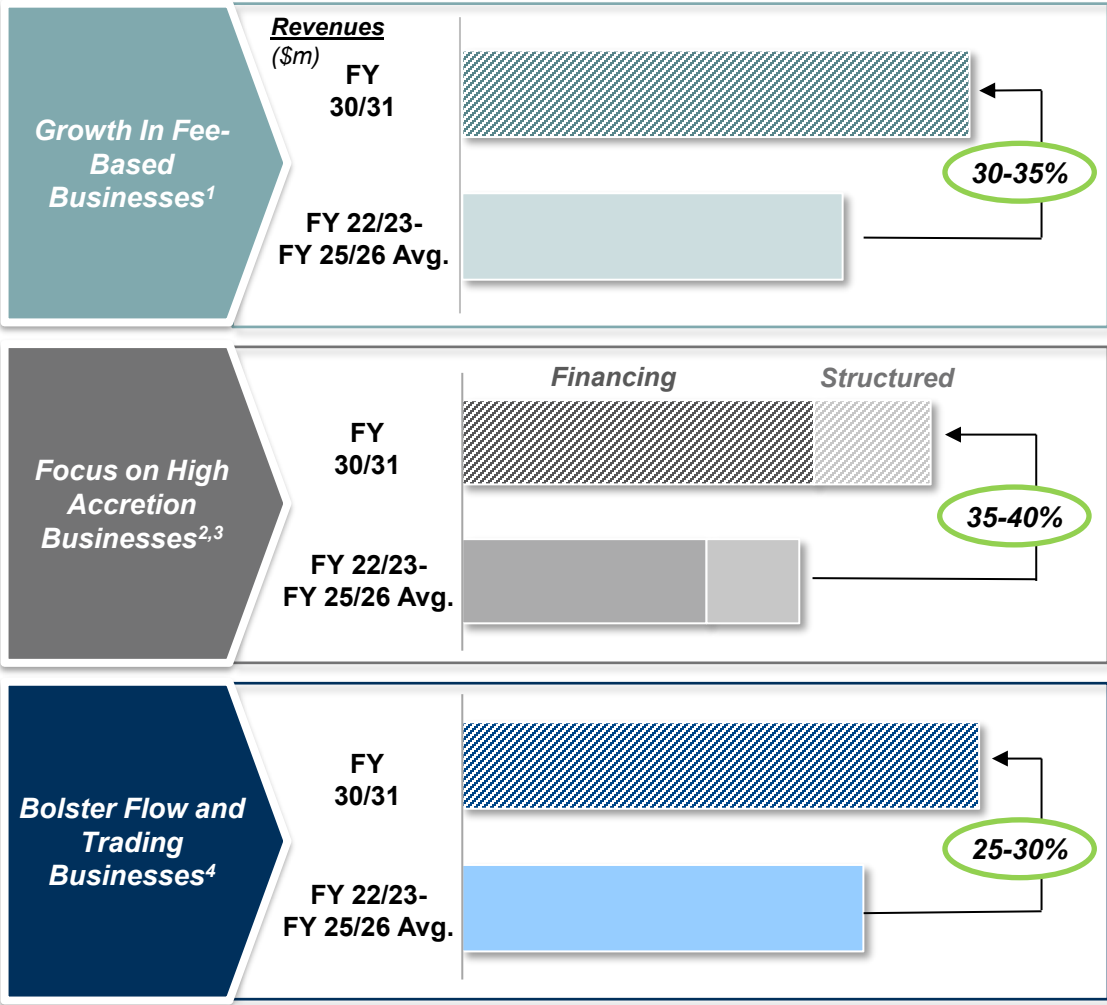 Growth In Fee-
Based
Businesses¹
Revenues
($m)
FY
30/31
FY 22/23-
FY 25/26 Avg.
30-35%
Focus on High
Accretion
Businesses²,³
Financing
Structured
FY
30/31
FY 22/23-
FY 25/26 Avg.
35-40%
Bolster Flow and
Trading
Businesses⁴
FY
30/31
FY 22/23-
FY 25/26 Avg.
25-30%